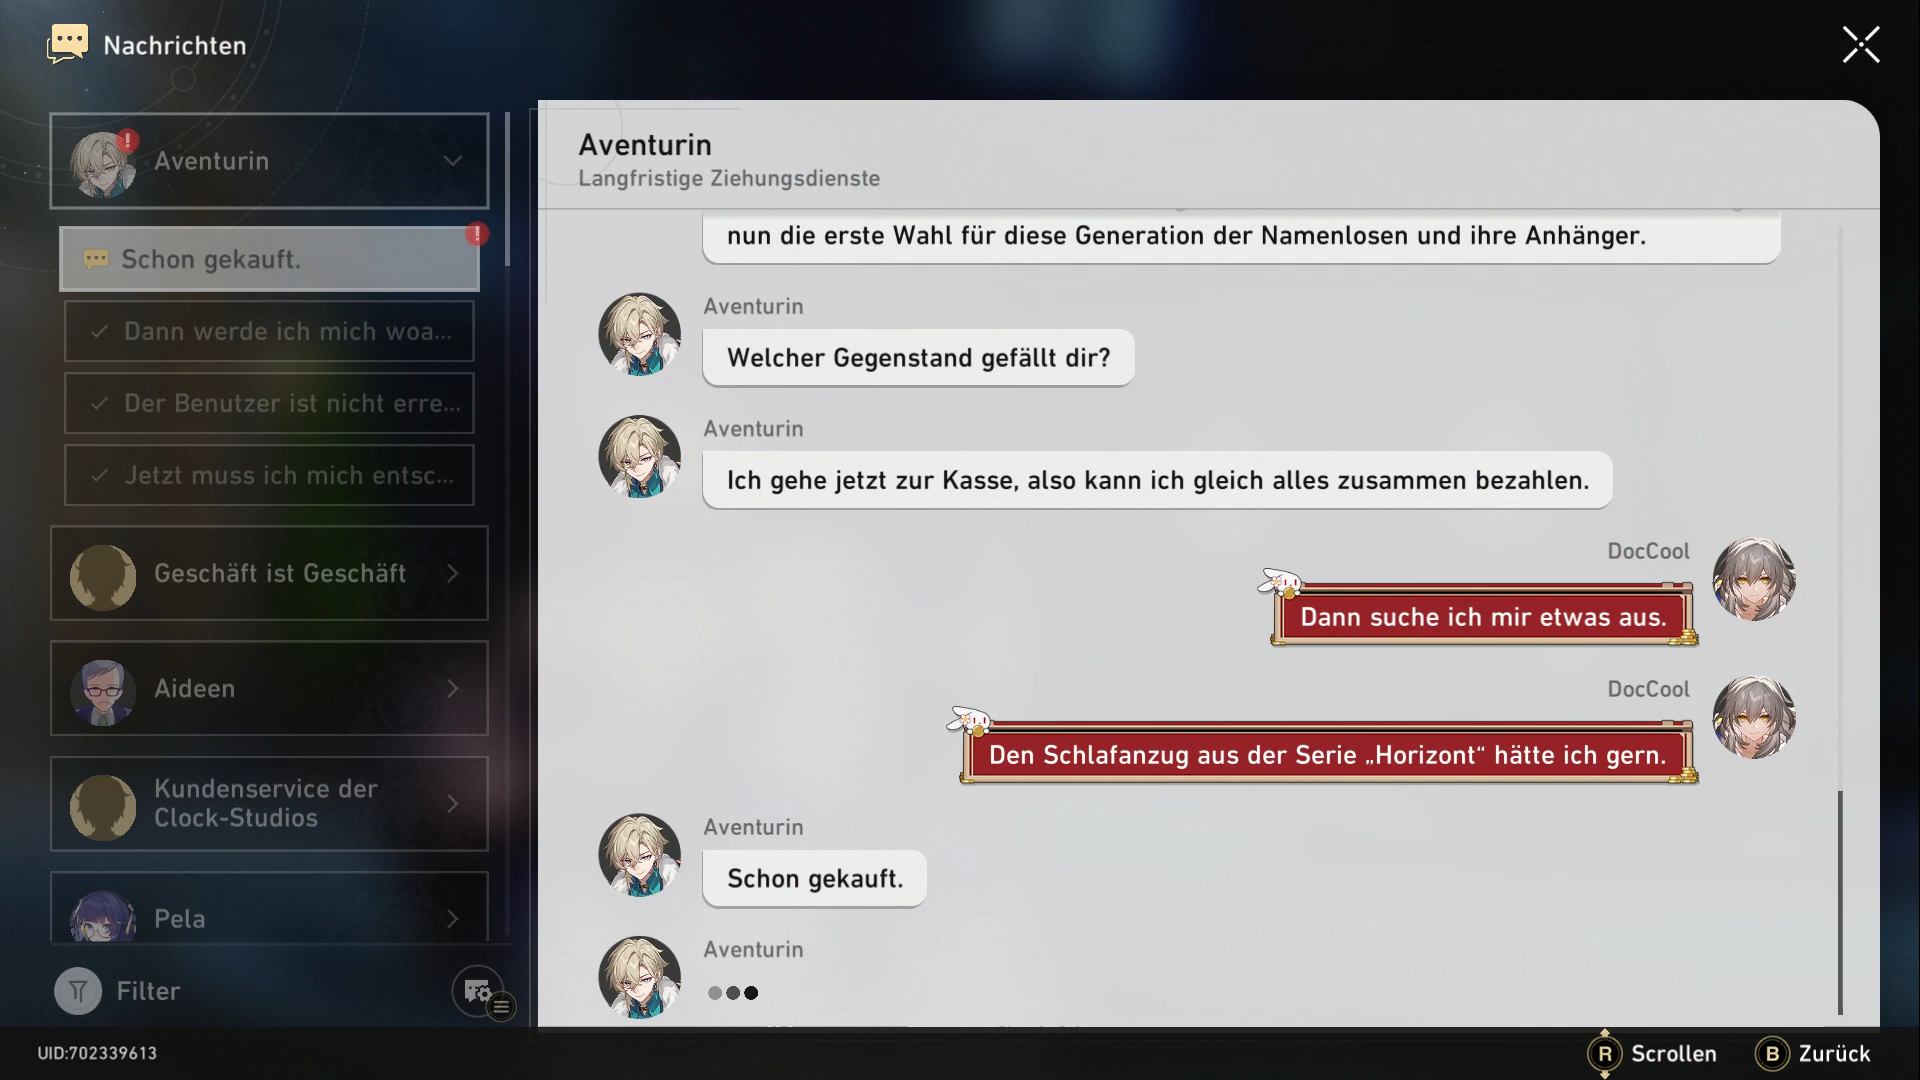 Nachrichten
Aventurin
Schon gekauft.
Dann werde ich mich woa...
Der Benutzer ist nicht erre...
Jetzt muss ich mich entsc...
Geschäft ist Geschäft
Aideen
Kundenservice der
Clock-Studios
Pela
Filter
Aventurin
Langfristige Ziehungsdienste
nun die erste Wahl für diese Generation der Namenlosen und ihre Anhänger.
Aventurin
Welcher Gegenstand gefällt dir?
Aventurin
Ich gehe jetzt zur Kasse, also kann ich gleich alles zusammen bezahlen.
DocCool
Dann suche ich mir etwas aus.
DocCool
Den Schlafanzug aus der Serie „Horizont“ hätte ich gern.
Aventurin
Schon gekauft.
Aventurin
UID:702339613
R Scrollen
B Zurück